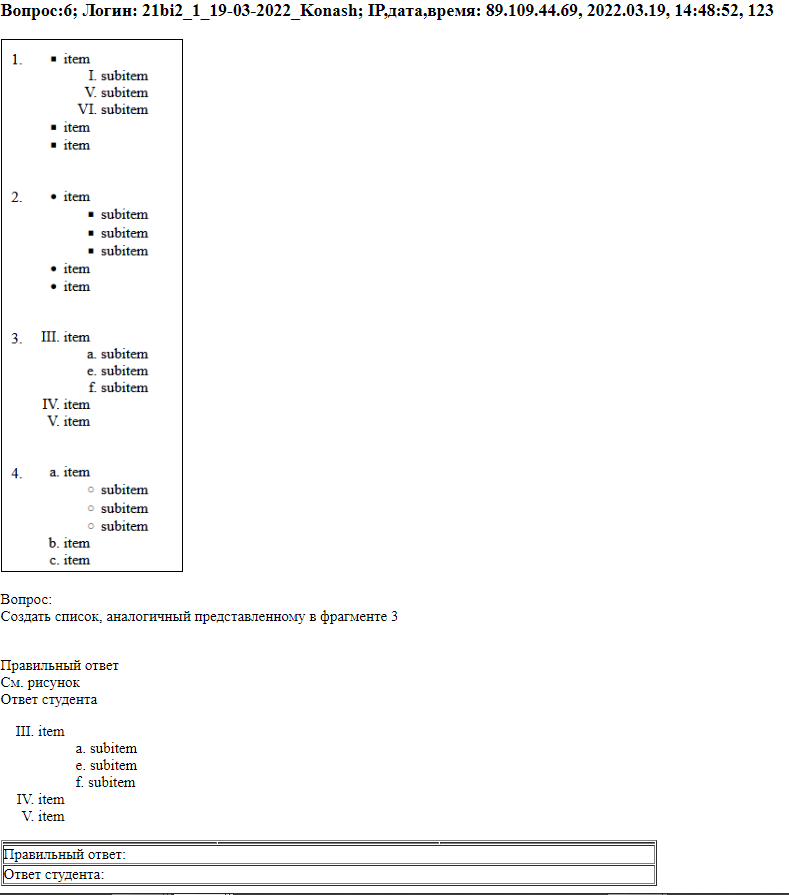 Вопрос:6; Логин: 21bi2_1_19-03-2022_Konash; IP,дата,время: 89.109.44.69, 2022.03.19, 14:48:52, 123
1. ▪ item
I. subitem
V. subitem
VI. subitem
▪ item
▪ item
2. • item
▪ subitem
▪ subitem
▪ subitem
• item
• item
3. III. item
a. subitem
e. subitem
f. subitem
IV. item
V. item
4. a. item
○ subitem
○ subitem
○ subitem
b. item
c. item
Вопрос:
Создать список, аналогичный представленному в фрагменте 3
Правильный ответ
См. рисунок
Ответ студента
III. item
a. subitem
e. subitem
f. subitem
IV. item
V. item
Правильный ответ:
Ответ студента: